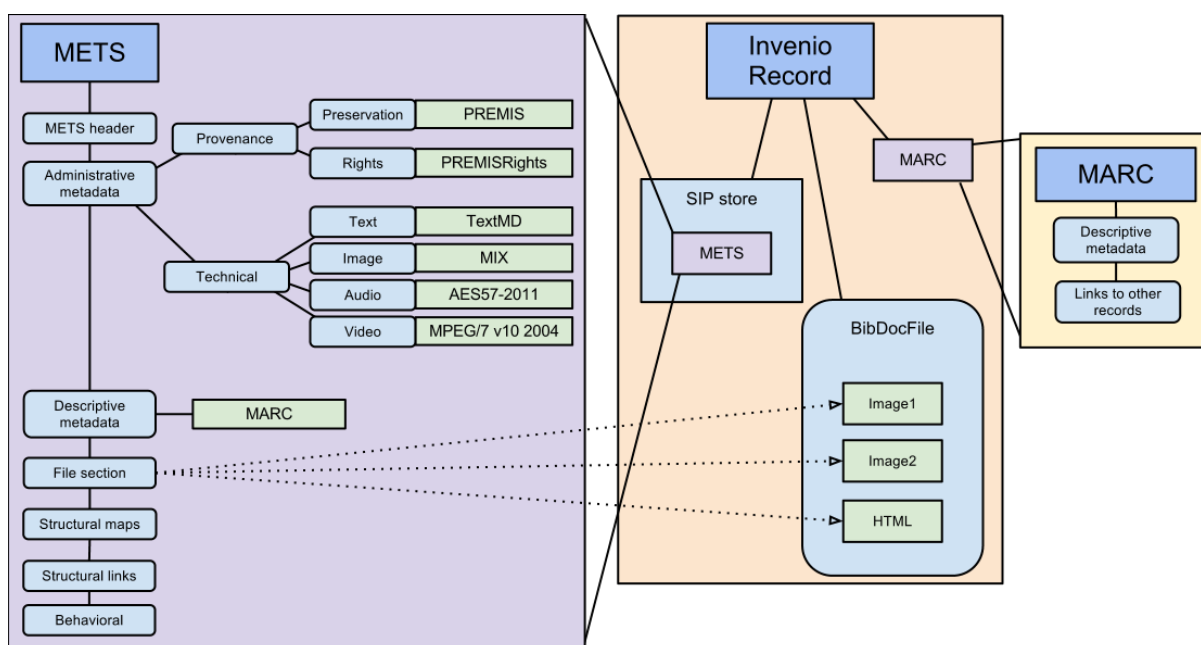 METS
METS header
Administrative
metadata
Provenance
Preservation
PREMIS
Rights
PREMISRights
Technical
Text
TextMD
Image
MIX
Audio
AES57-2011
Video
MPEG/7 v10 2004
Descriptive
metadata
MARC
File section
Structural maps
Structural links
Behavioral
Invenio
Record
SIP store
METS
MARC
BibDocFile
Image1
Image2
HTML
MARC
Descriptive
metadata
Links to other
records